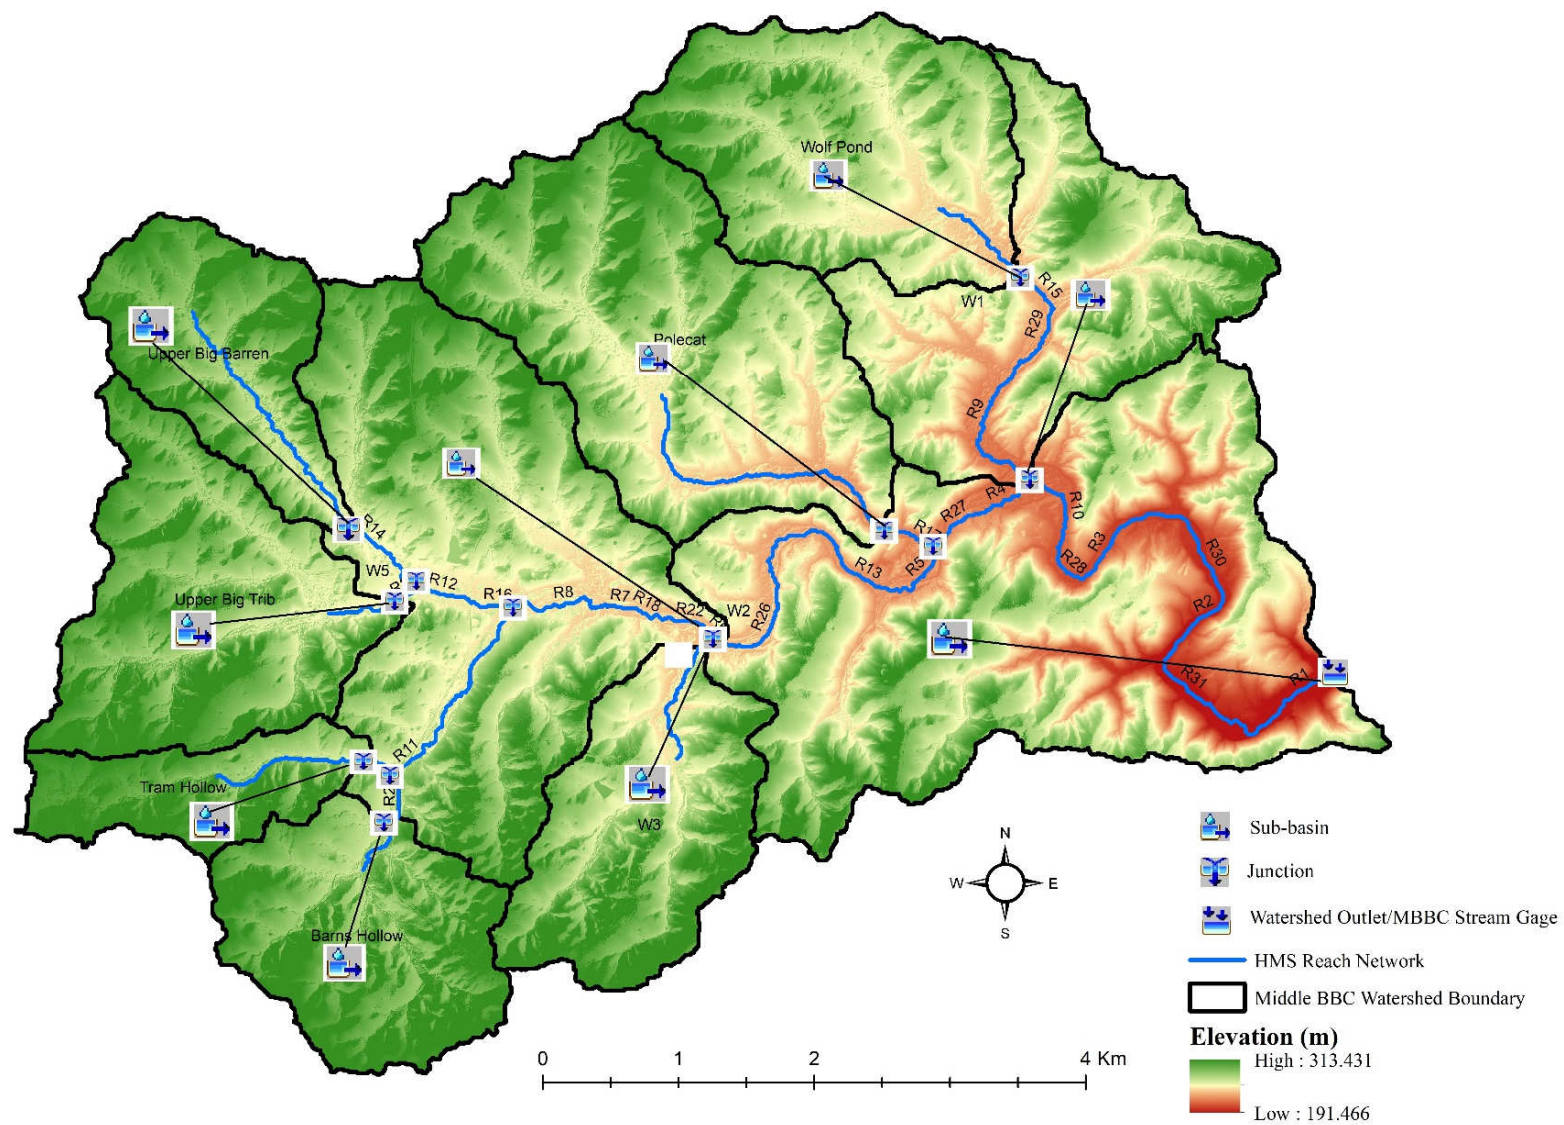 Wolf Pond
R15
W1
R29
Polecat
Upper Big Barren
R9
R4
R10
R27
R14
R3
R30
R5
R13
R28
W5
R12
R16
R8
R7
R18
R22
W2
R26
R2
Upper Big Trib
R31
R1
R11
Tram Hollow
W3
Barns Hollow
N
W
E
S
Sub-basin
Junction
Watershed Outlet/MBBC Stream Gage
HMS Reach Network
Middle BBC Watershed Boundary
Elevation (m)
High : 313.431
Low : 191.466
0 1 2 4 Km